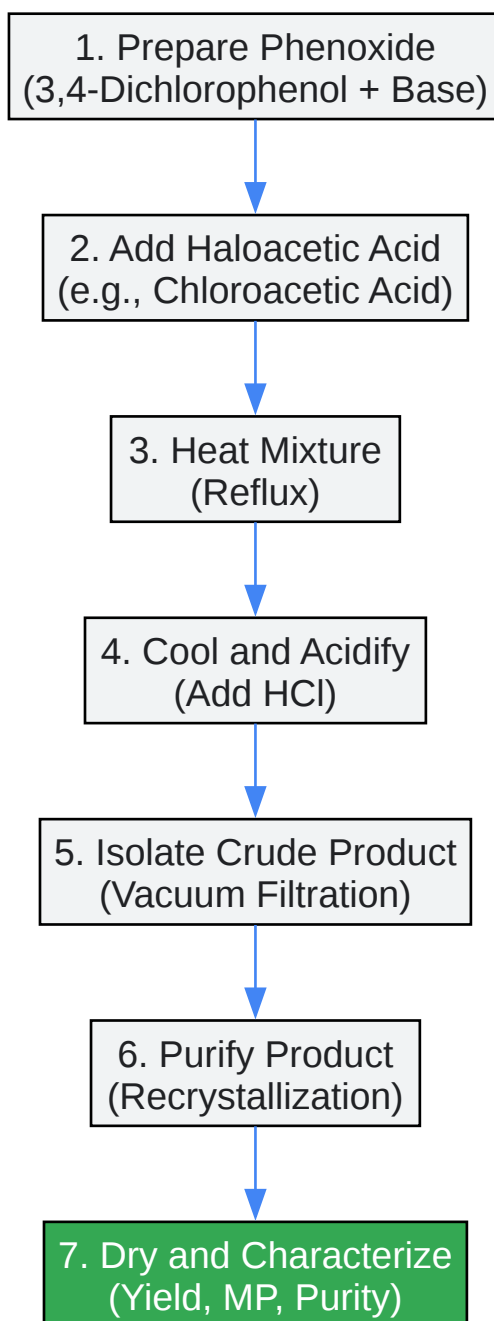 1. Prepare Phenoxide
(3,4-Dichlorophenol + Base)
2. Add Haloacetic Acid
(e.g., Chloroacetic Acid)
3. Heat Mixture
(Reflux)
4. Cool and Acidify
(Add HCl)
5. Isolate Crude Product
(Vacuum Filtration)
6. Purify Product
(Recrystallization)
7. Dry and Characterize
(Yield, MP, Purity)